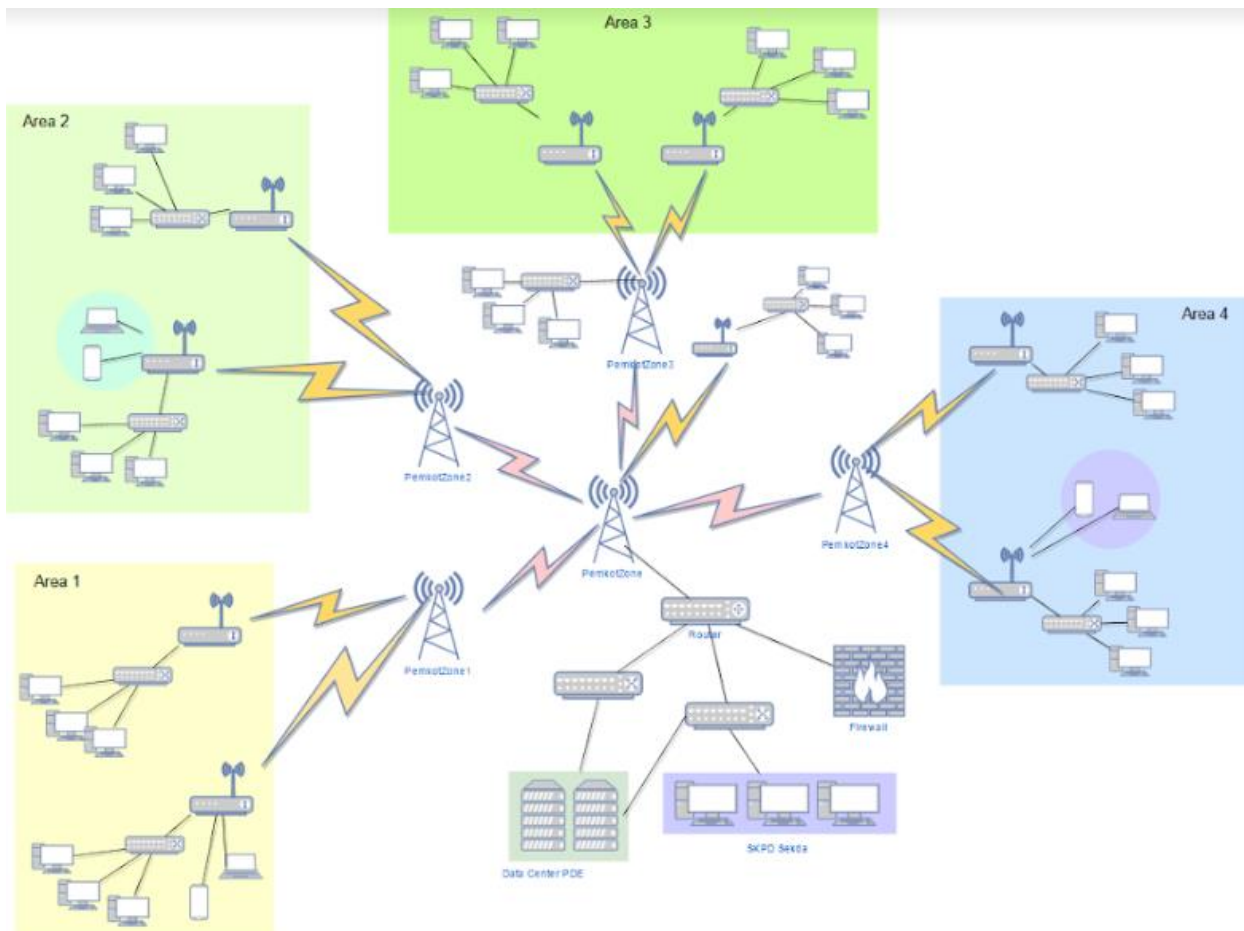 Area 3
Area 2
Area 4
PemkotZone3
PemkotZone2
PemkotZone4
PemkotZone
Area 1
Router
PemkotZone1
Firewall
SKPD Sekda
Data Center PDE